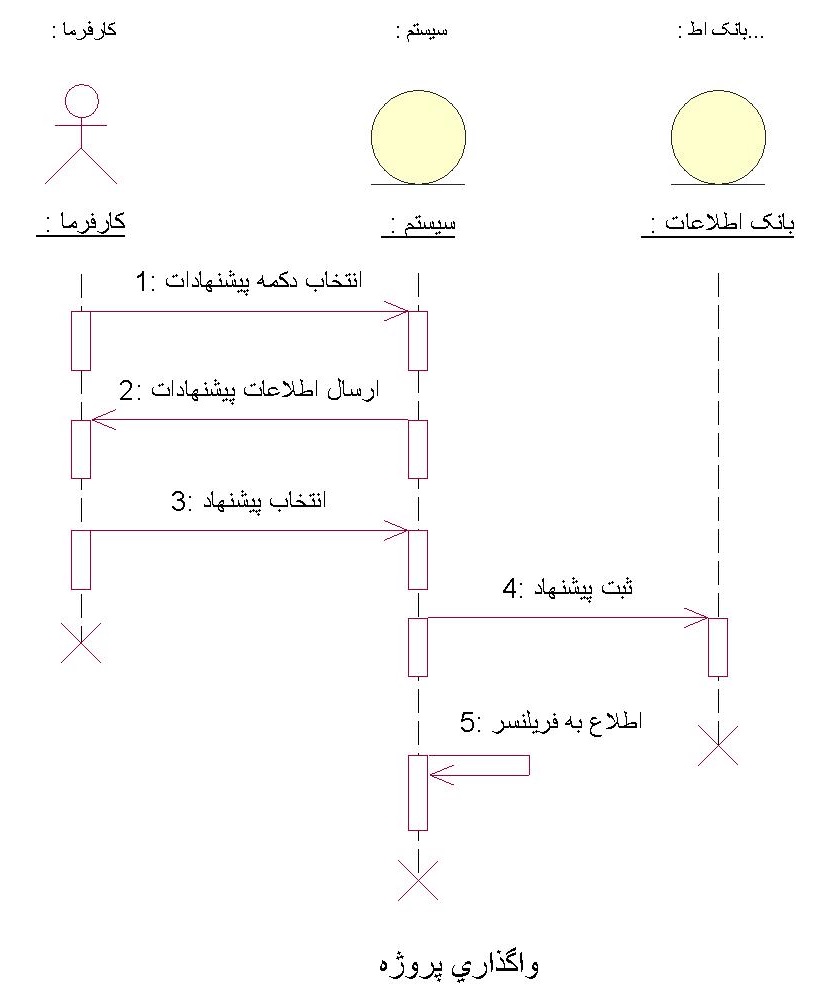 کارفرما :
سیستم :
بانک اط : ...
کارفرما :
سیستم :
بانک اطلاعات :
1: انتخاب دکمه پیشنهادات
2: ارسال اطلاعات پیشنهادات
3: انتخاب پیشنهاد
4: ثبت پیشنهاد
5: اطلاع به فریلنسر
واگذاري پروژه